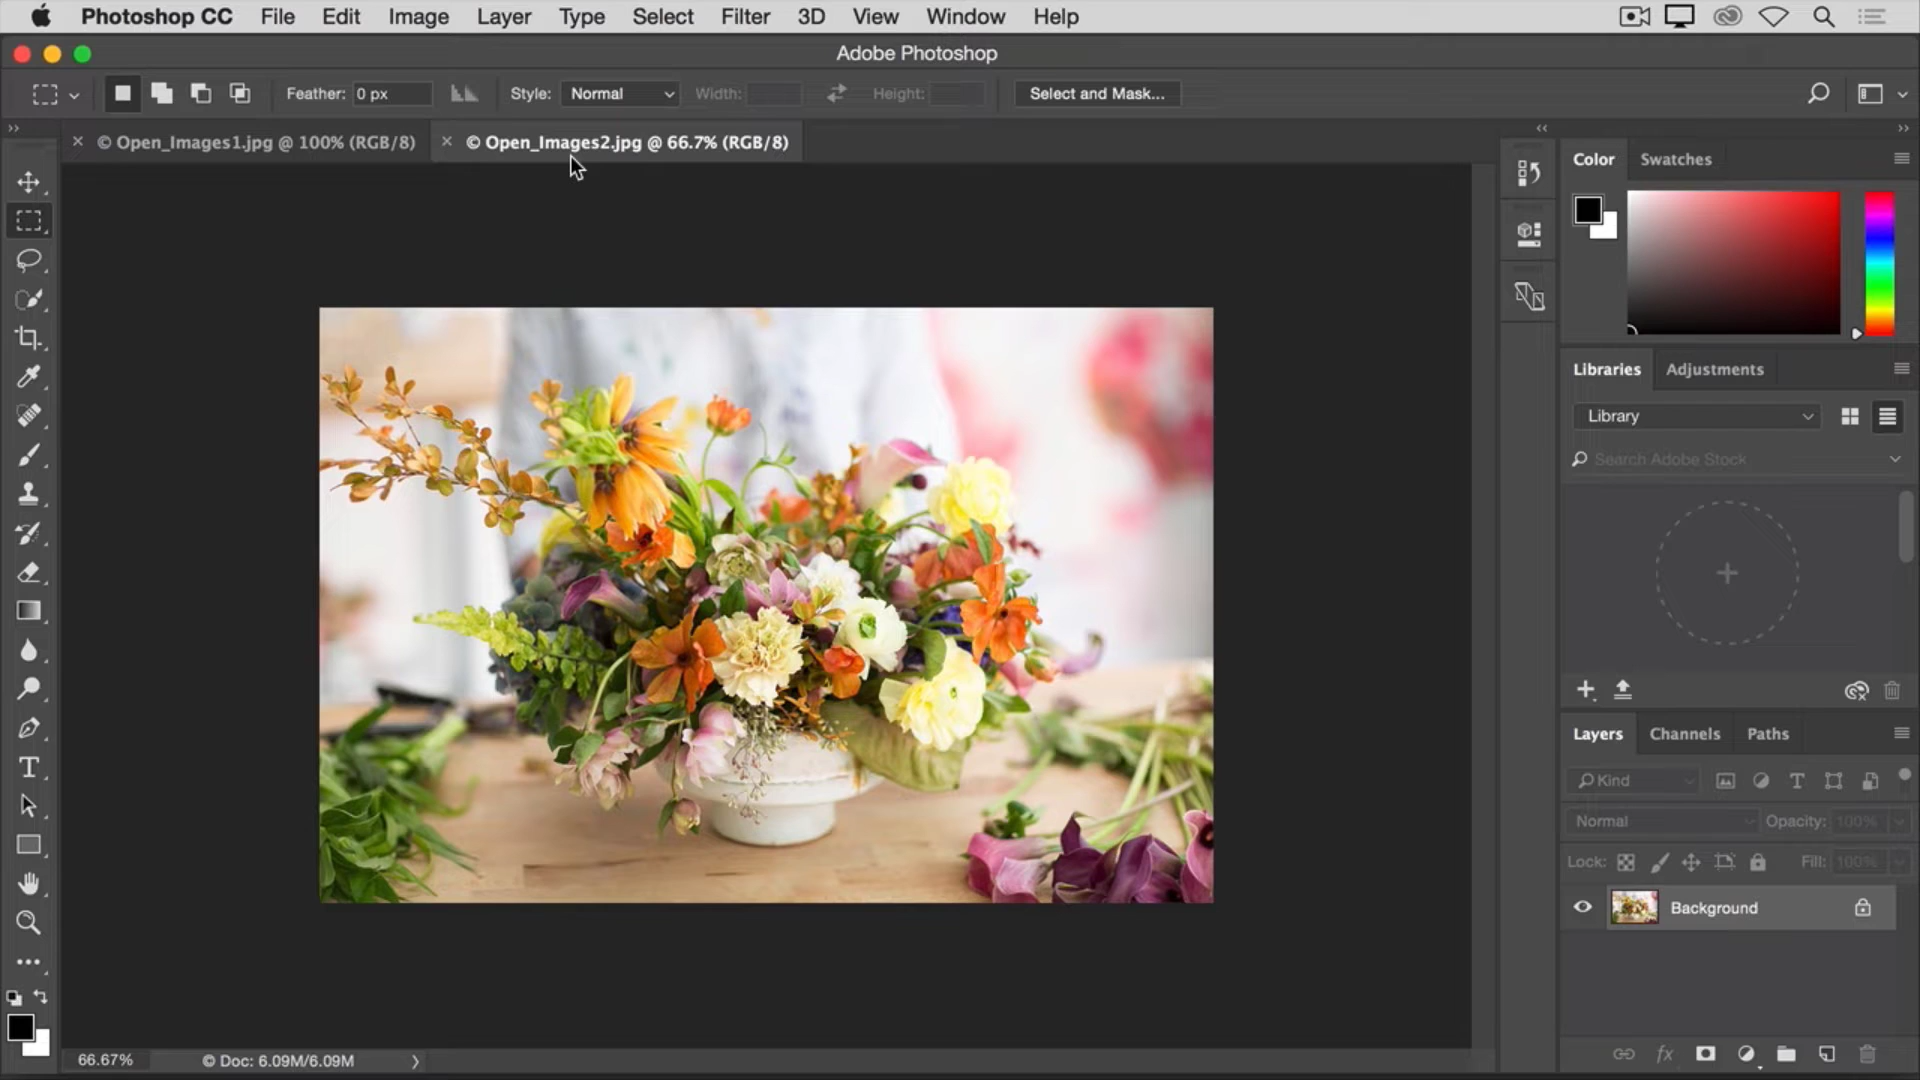 Photoshop CC File Edit Image Layer Type Select Filter 3D View Window Help
Adobe Photoshop
Feather: 0 px Style: Normal Width: Height: Select and Mask...
© Open_Images1.jpg @ 100% (RGB/8) © Open_Images2.jpg @ 66.7% (RGB/8)
Color Swatches
Libraries Adjustments
Library
Search Adobe Stock
Layers Channels Paths
Kind
Normal Opacity: 100%
Lock: Fill: 100%
Background
66.67% © Doc: 6.09M/6.09M
fx